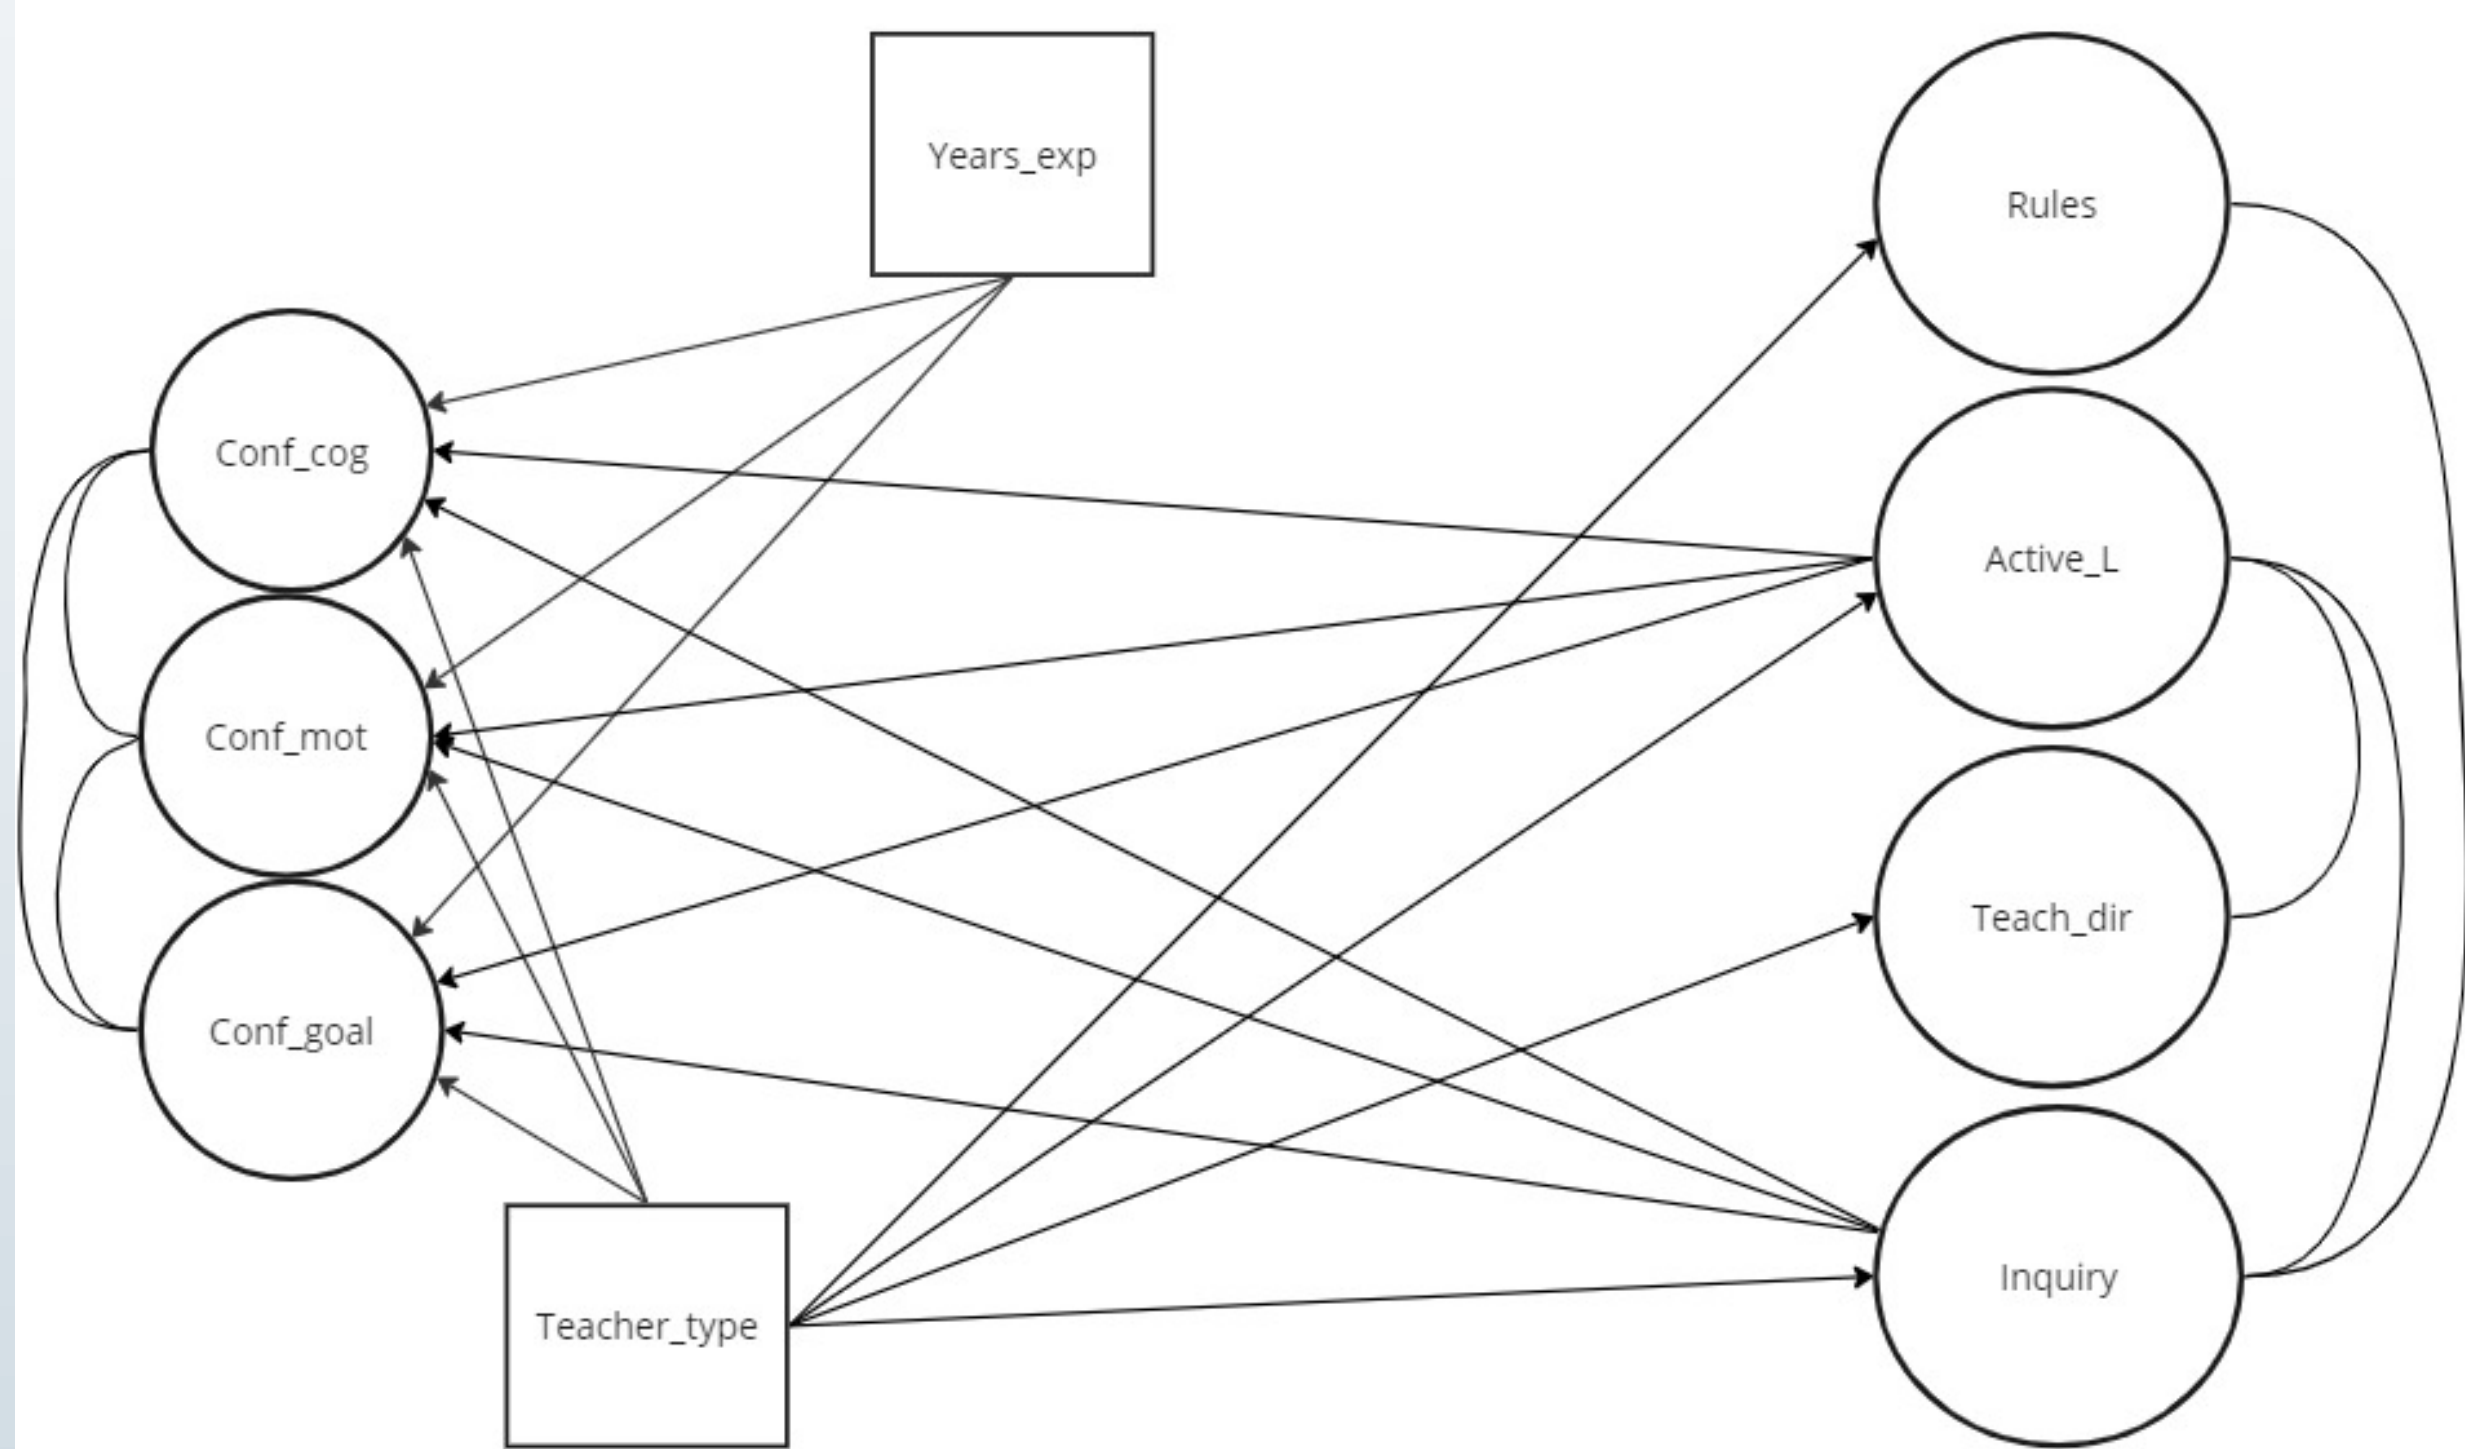 Years_exp
Rules
Conf_cog
Active_L
Conf_mot
Teach_dir
Conf_goal
Inquiry
Teacher_type